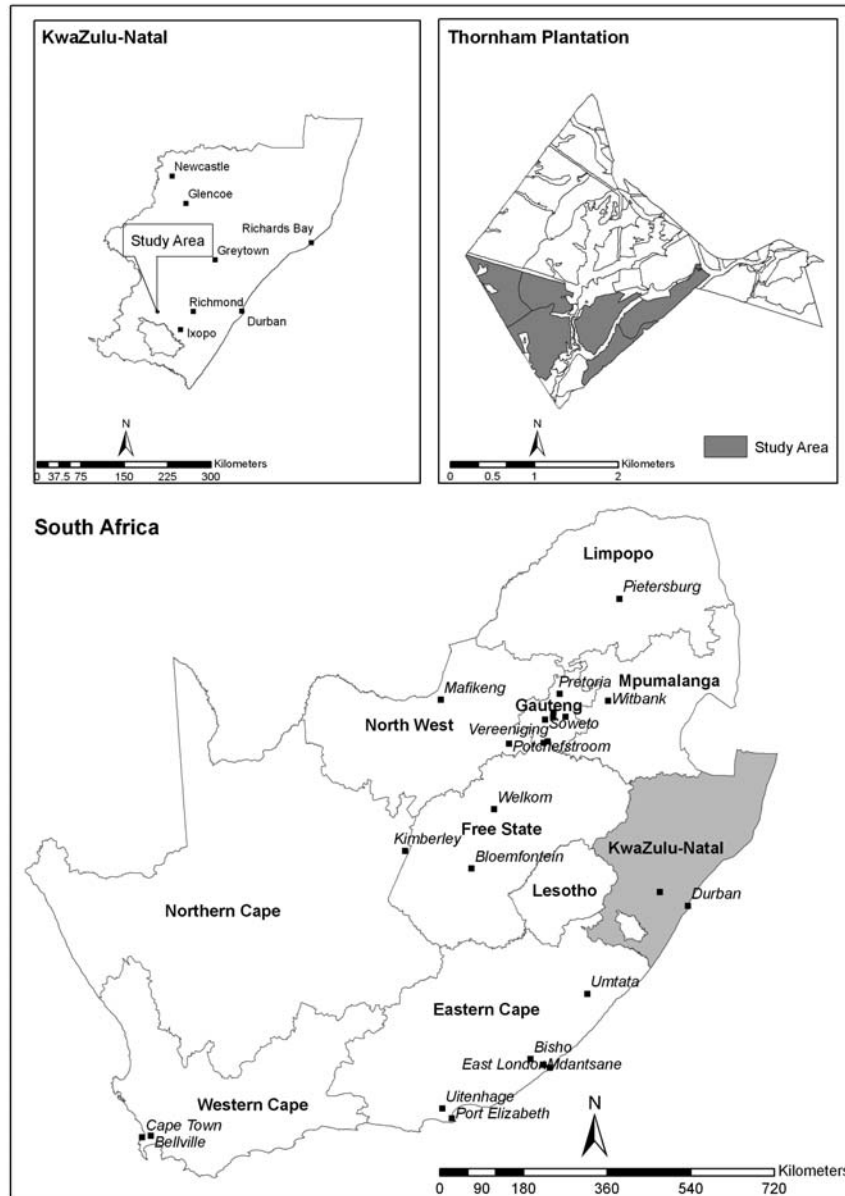 KwaZulu-Natal
Newcastle
Glencoe
Richards Bay
Study Area
Greytown
Richmond
Durban
Ixopo
N
Kilometers
0 37.5 75 150 225 300
Thornham Plantation
N
Study Area
Kilometers
0 0.5 1 2
South Africa
Limpopo
Pietersburg
Mpumalanga
Pretoria
Mafikeng
Witbank
Gauteng
North West
Vereeniging Soweto
Potchefstroom
Welkom
Free State
Kimberley
KwaZulu-Natal
Bloemfontein
Lesotho
Durban
Northern Cape
Umtata
Eastern Cape
Bisho
East London Mdantsane
Uitenhage
Western Cape
Port Elizabeth
Cape Town
Bellville
N
Kilometers
0 90 180 360 540 720